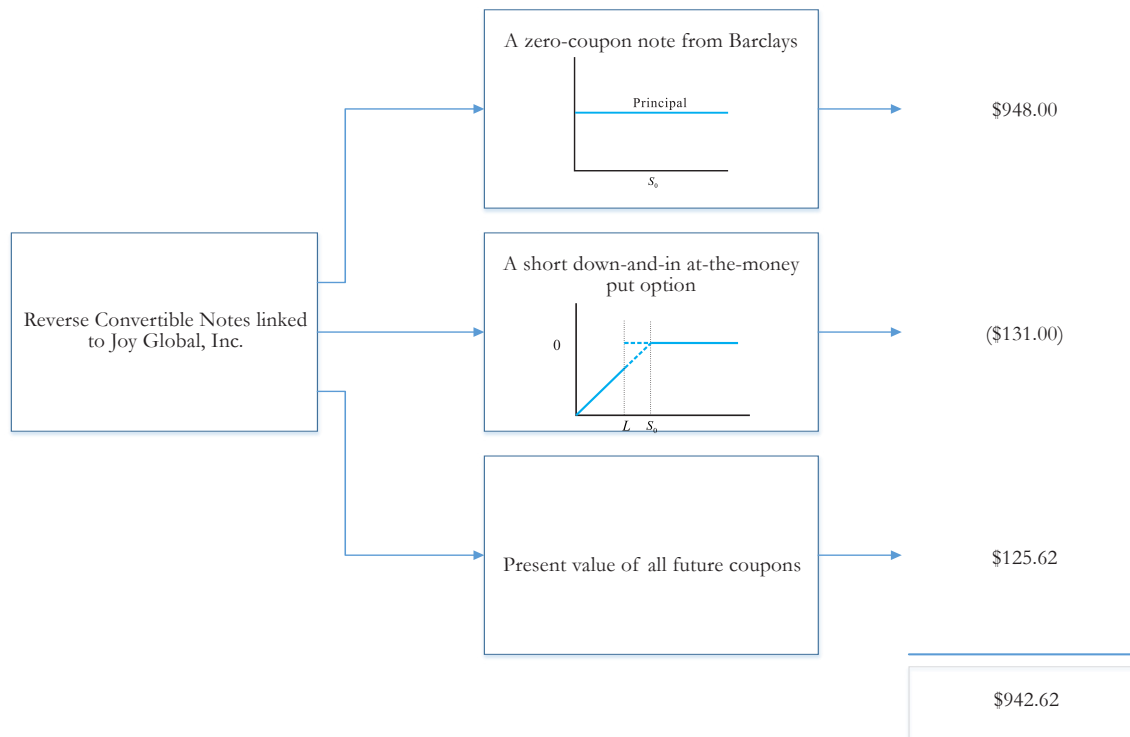 A zero-coupon note from Barclays
Principal
S₀
$948.00
Reverse Convertible Notes linked
to Joy Global, Inc.
A short down-and-in at-the-money
put option
0
L S₀
($131.00)
Present value of all future coupons
$125.62
$942.62